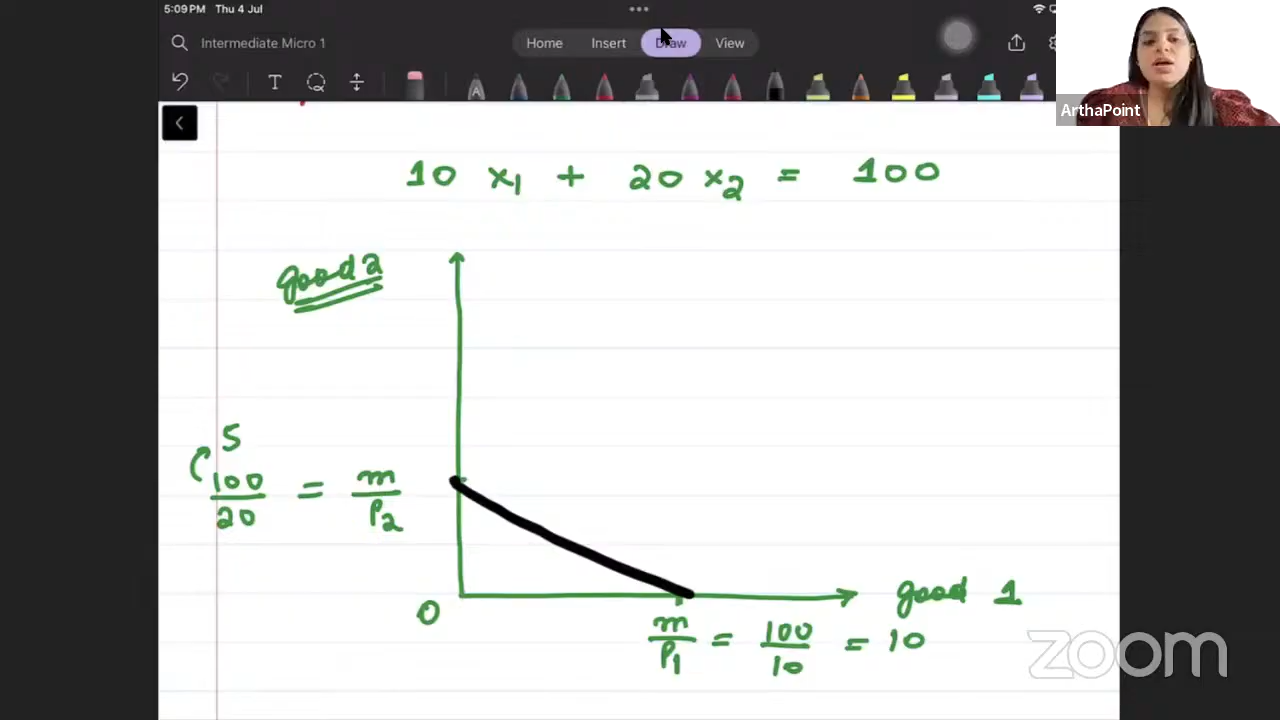 5:09 PM Thu 4 Jul
Intermediate Micro 1
Home Insert Draw View
T
A
ArthaPoint
10 x₁ + 20 x₂ = 100
good 2
5
100/20 = m/P₂
0
good 1
m/P₁ = 100/10 = 10
zoom